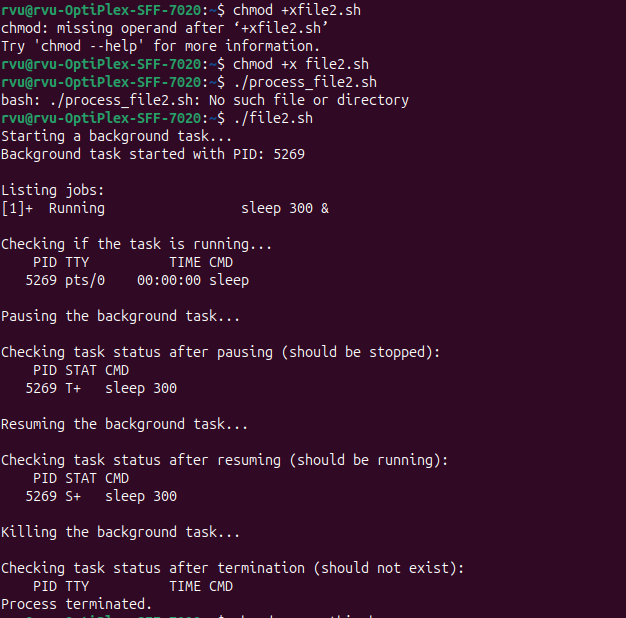 rvu@rvu-OptiPlex-SFF-7020:~$ chmod +xfile2.sh
chmod: missing operand after ‘+xfile2.sh’
Try 'chmod --help' for more information.
rvu@rvu-OptiPlex-SFF-7020:~$ chmod +x file2.sh
rvu@rvu-OptiPlex-SFF-7020:~$ ./process_file2.sh
bash: ./process_file2.sh: No such file or directory
rvu@rvu-OptiPlex-SFF-7020:~$ ./file2.sh
Starting a background task...
Background task started with PID: 5269

Listing jobs:
[1]+  Running                 sleep 300 &

Checking if the task is running...
    PID TTY          TIME CMD
   5269 pts/0    00:00:00 sleep

Pausing the background task...

Checking task status after pausing (should be stopped):
    PID STAT CMD
   5269 T+   sleep 300

Resuming the background task...

Checking task status after resuming (should be running):
    PID STAT CMD
   5269 S+   sleep 300

Killing the background task...

Checking task status after termination (should not exist):
    PID TTY          TIME CMD
Process terminated.